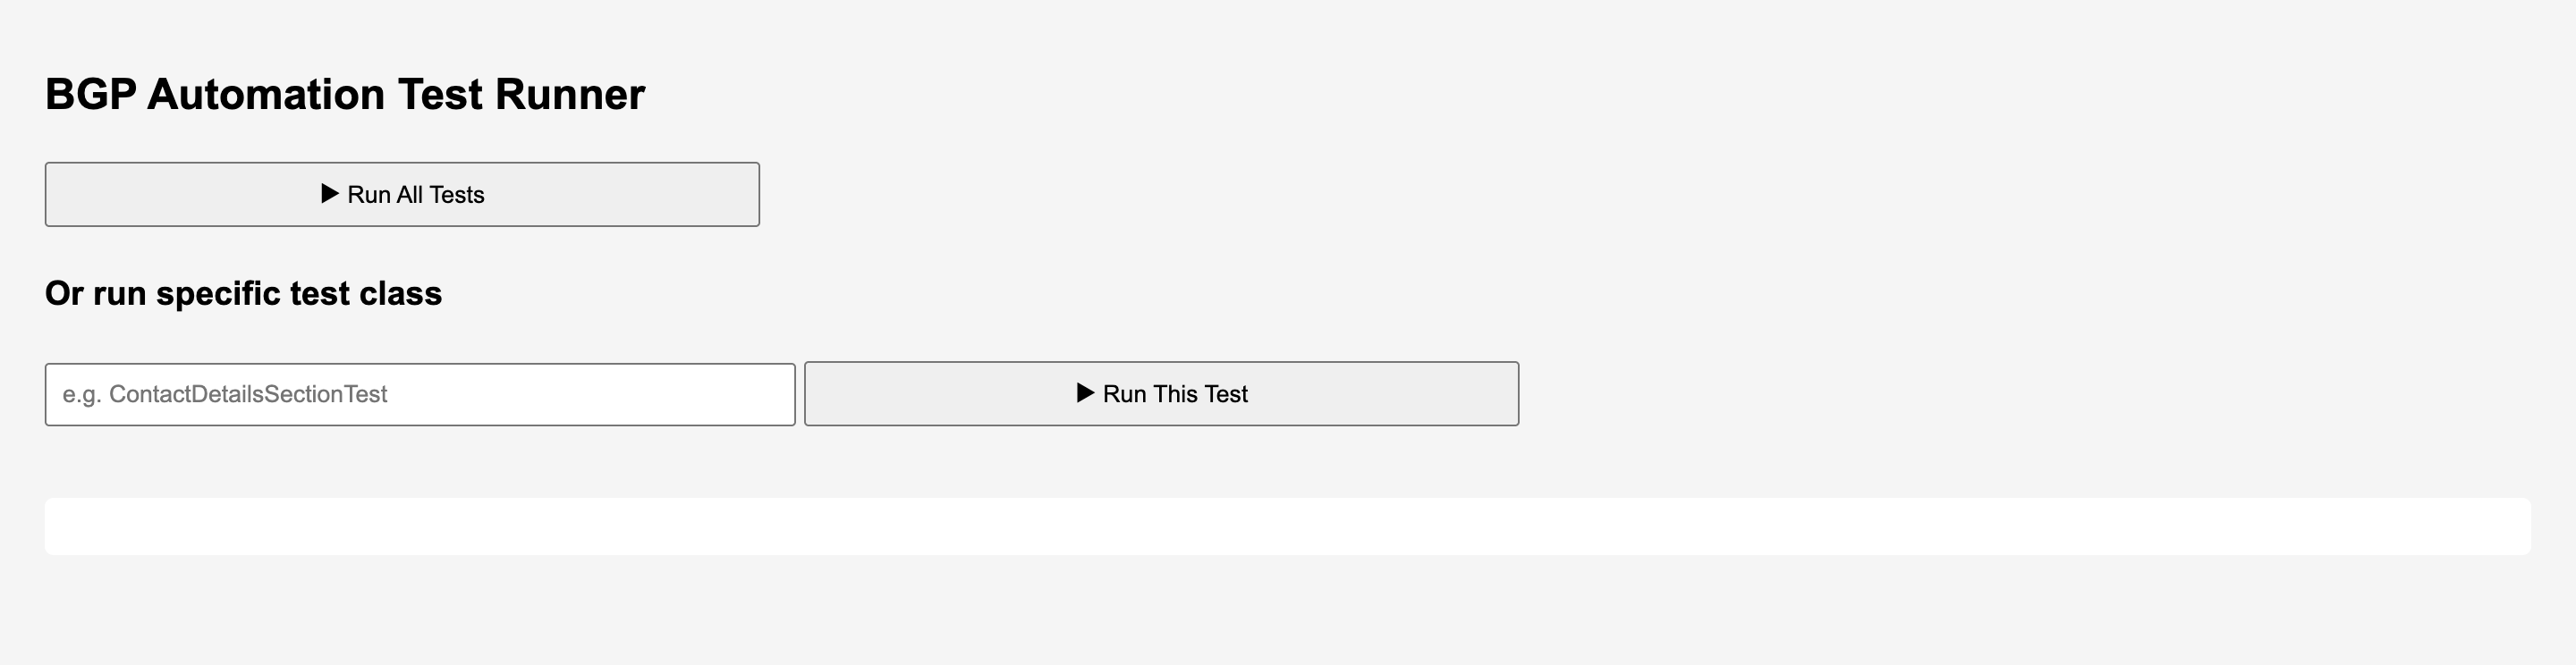 BGP Automation Test Runner
▶ Run All Tests
Or run specific test class
e.g. ContactDetailsSectionTest
▶ Run This Test